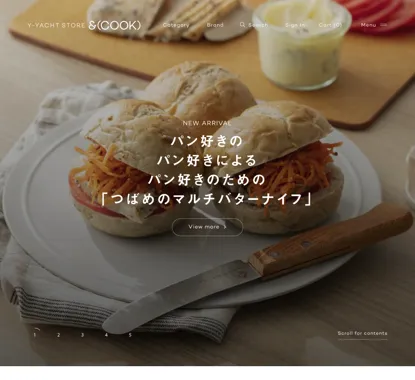 Y-YACHT STORE &(COOK)
Category Brand Search Sign in Cart (0) Menu
NEW ARRIVAL
パン好きの
パン好きによる
パン好きのための
「つばめのマルチバターナイフ」
View more
1 2 3 4 5
Scroll for contents